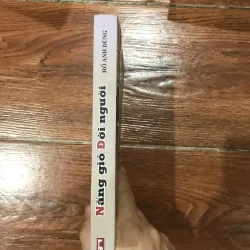 HỒ ANH DŨNG
Nắng gió Đời người